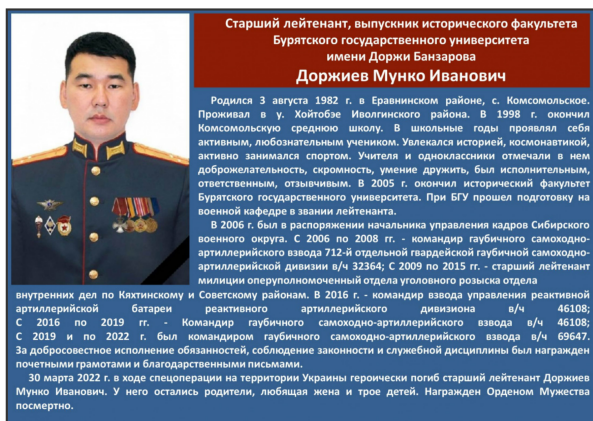 Старший лейтенант, выпускник исторического факультета
Бурятского государственного университета
имени Доржи Банзарова
Доржиев Мунко Иванович
Родился 3 августа 1982 г. в Еравнинском районе, с. Комсомольское.
Проживал в у. Хойтобэе Иволгинского района. В 1998 г. окончил
Комсомольскую среднюю школу. В школьные годы проявлял себя
активным, любознательным учеником. Увлекался историей, космонавтикой,
активно занимался спортом. Учителя и одноклассники отмечали в нем
доброжелательность, скромность, умение дружить, был исполнительным,
ответственным, отзывчивым. В 2005 г. окончил исторический факультет
Бурятского государственного университета. При БГУ прошел подготовку на
военной кафедре в звании лейтенанта.
В 2006 г. был в распоряжении начальника управления кадров Сибирского
военного округа. С 2006 по 2008 гг. - командир гаубичного самоходно-
артиллерийского взвода 712-й отдельной гвардейской гаубичной самоходно-
артиллерийской дивизии в/ч 32364; С 2009 по 2015 гг. - старший лейтенант
милиции оперуполномоченный отдела уголовного розыска отдела
внутренних дел по Кяхтинскому и Советскому районам. В 2016 г. - командир взвода управления реактивной
артиллерийской батареи реактивного артиллерийского дивизиона в/ч 46108;
С 2016 по 2019 гг. - Командир гаубичного самоходно-артиллерийского взвода в/ч 46108;
С 2019 и по 2022 г. был командиром гаубичного самоходно-артиллерийского взвода в/ч 69647.
За добросовестное исполнение обязанностей, соблюдение законности и служебной дисциплины был награжден
почетными грамотами и благодарственными письмами.
30 марта 2022 г. в ходе спецоперации на территории Украины героически погиб старший лейтенант Доржиев
Мунко Иванович. У него остались родители, любящая жена и трое детей. Награжден Орденом Мужества
посмертно.